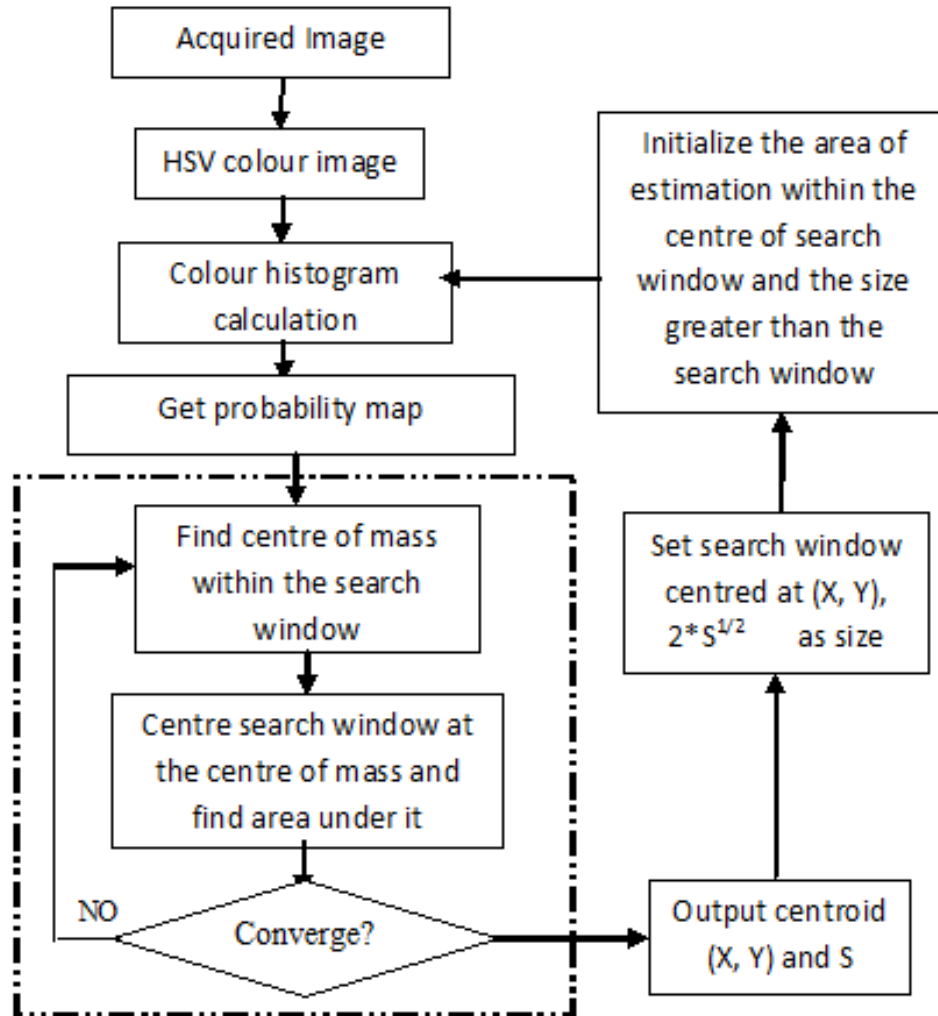 Acquired Image
HSV colour image
Colour histogram
calculation
Get probability map
Find centre of mass
within the search
window
Centre search window at
the centre of mass and
find area under it
NO
Converge?
Output centroid
(X, Y) and S
Set search window
centred at (X, Y),
2*S^{1/2} as size
Initialize the area of
estimation within the
centre of search
window and the size
greater than the
search window